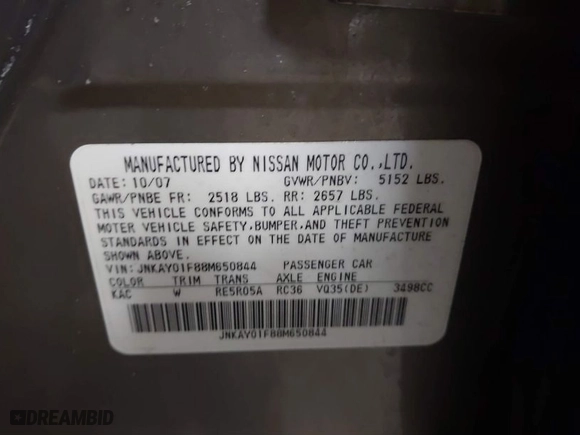 MANUFACTURED BY NISSAN MOTOR CO.,LTD.
DATE: 10/07 GVWR/PNBV: 5152 LBS.
GAWR/PNBE FR: 2518 LBS. RR: 2657 LBS.
THIS VEHICLE CONFORMS TO ALL APPLICABLE FEDERAL
MOTOR VEHICLE SAFETY,BUMPER,AND THEFT PREVENTION
STANDARDS IN EFFECT ON THE DATE OF MANUFACTURE
SHOWN ABOVE.
VIN: JNKAY01F88M650844 PASSENGER CAR
COLOR TRIM TRANS AXLE ENGINE
KAC W RE5R05A RC36 VQ35(DE) 3498CC
JNKAY01F88M650844
DREAMBID